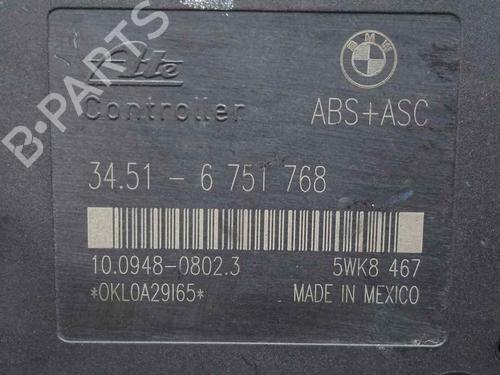 BMW
Ate
Controller
ABS+ASC
34.51 - 6 751 768
10.0948-0802.3
5WK8 467
*0KL0A29I65*
MADE IN MEXICO
B-PARTS